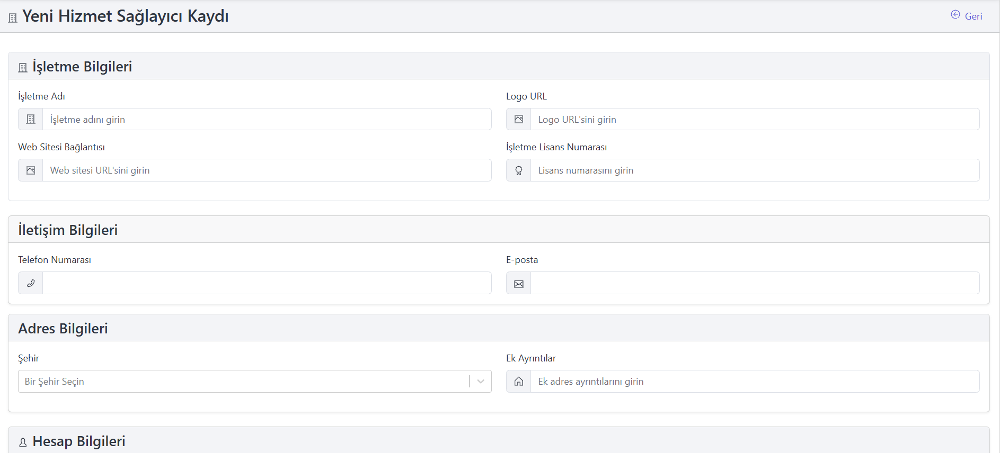 Yeni Hizmet Sağlayıcı Kaydı
Geri
İşletme Bilgileri
İşletme Adı
Logo URL
İşletme adını girin
Logo URL'sini girin
Web Sitesi Bağlantısı
İşletme Lisans Numarası
Web sitesi URL'sini girin
Lisans numarasını girin
İletişim Bilgileri
Telefon Numarası
E-posta
Adres Bilgileri
Şehir
Ek Ayrıntılar
Bir Şehir Seçin
Ek adres ayrıntılarını girin
Hesap Bilgileri